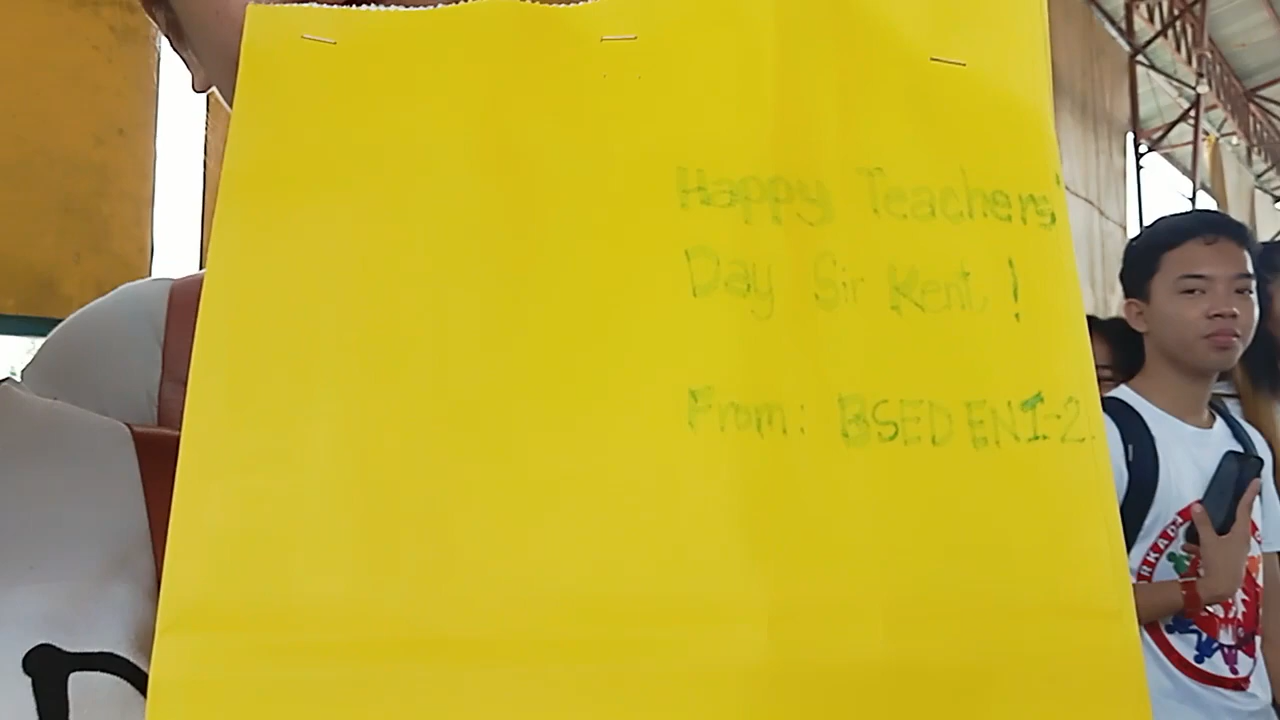 Happy Teachers'
Day Sir Kent !
From: BSED ENI-2